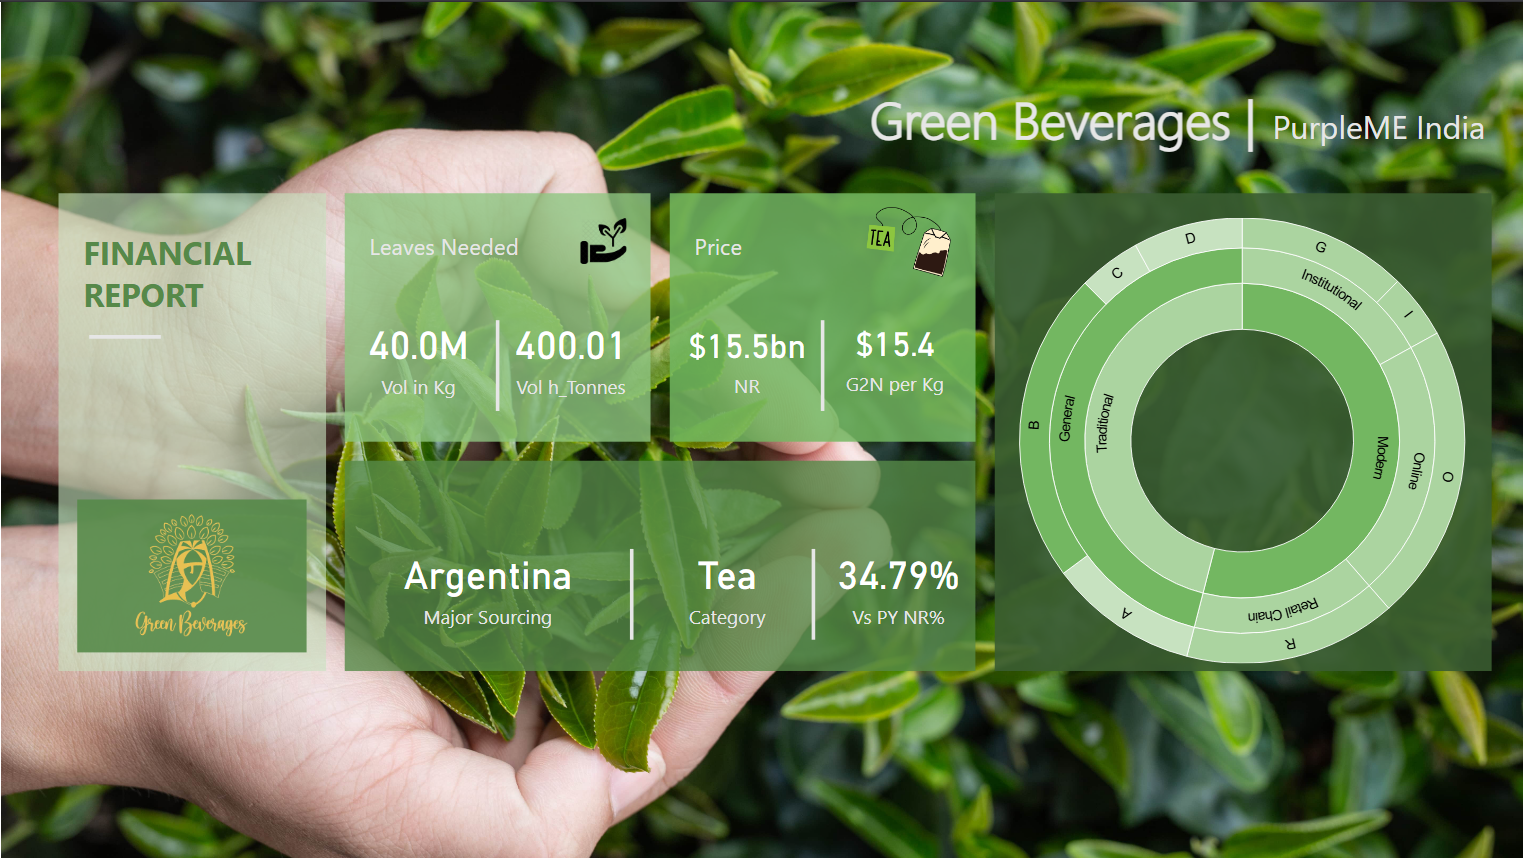 Green Beverages | PurpleME India
FINANCIAL
REPORT
Green Beverages
Leaves Needed
40.0M
Vol in Kg
400.01
Vol h_Tonnes
Price
TEA
$15.5bn
NR
$15.4
G2N per Kg
Argentina
Major Sourcing
Tea
Category
34.79%
Vs PY NR%
G
I
O
R
A
B
C
D
Institutional
Online
Retail Chain
General
Modern
Traditional